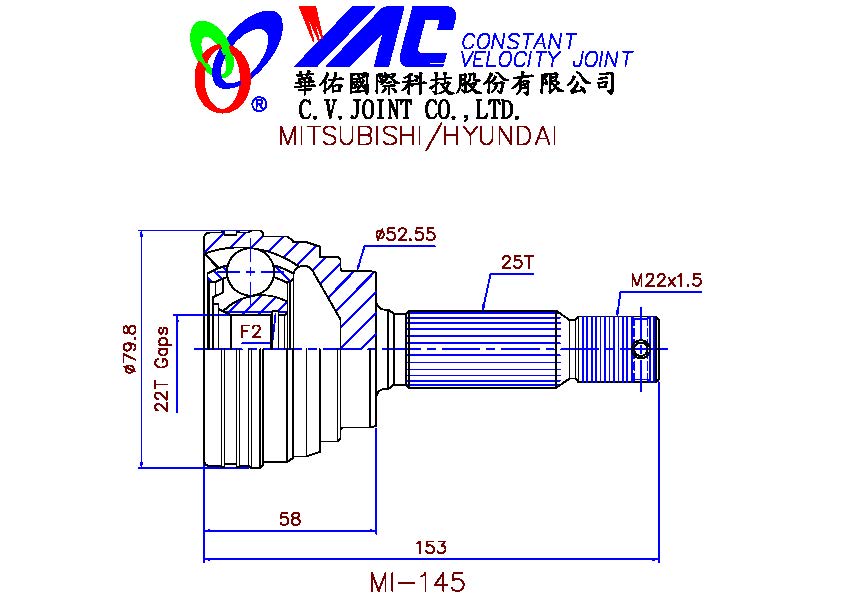 YAC CONSTANT
VELOCITY JOINT
華佑國際科技股份有限公司
®
C.V.JOINT CO.,LTD.
MITSUBISHI/HYUNDAI
ø52.55
25T
M22x1.5
ø79.8
22T Gaps
F2
58
153
MI-145